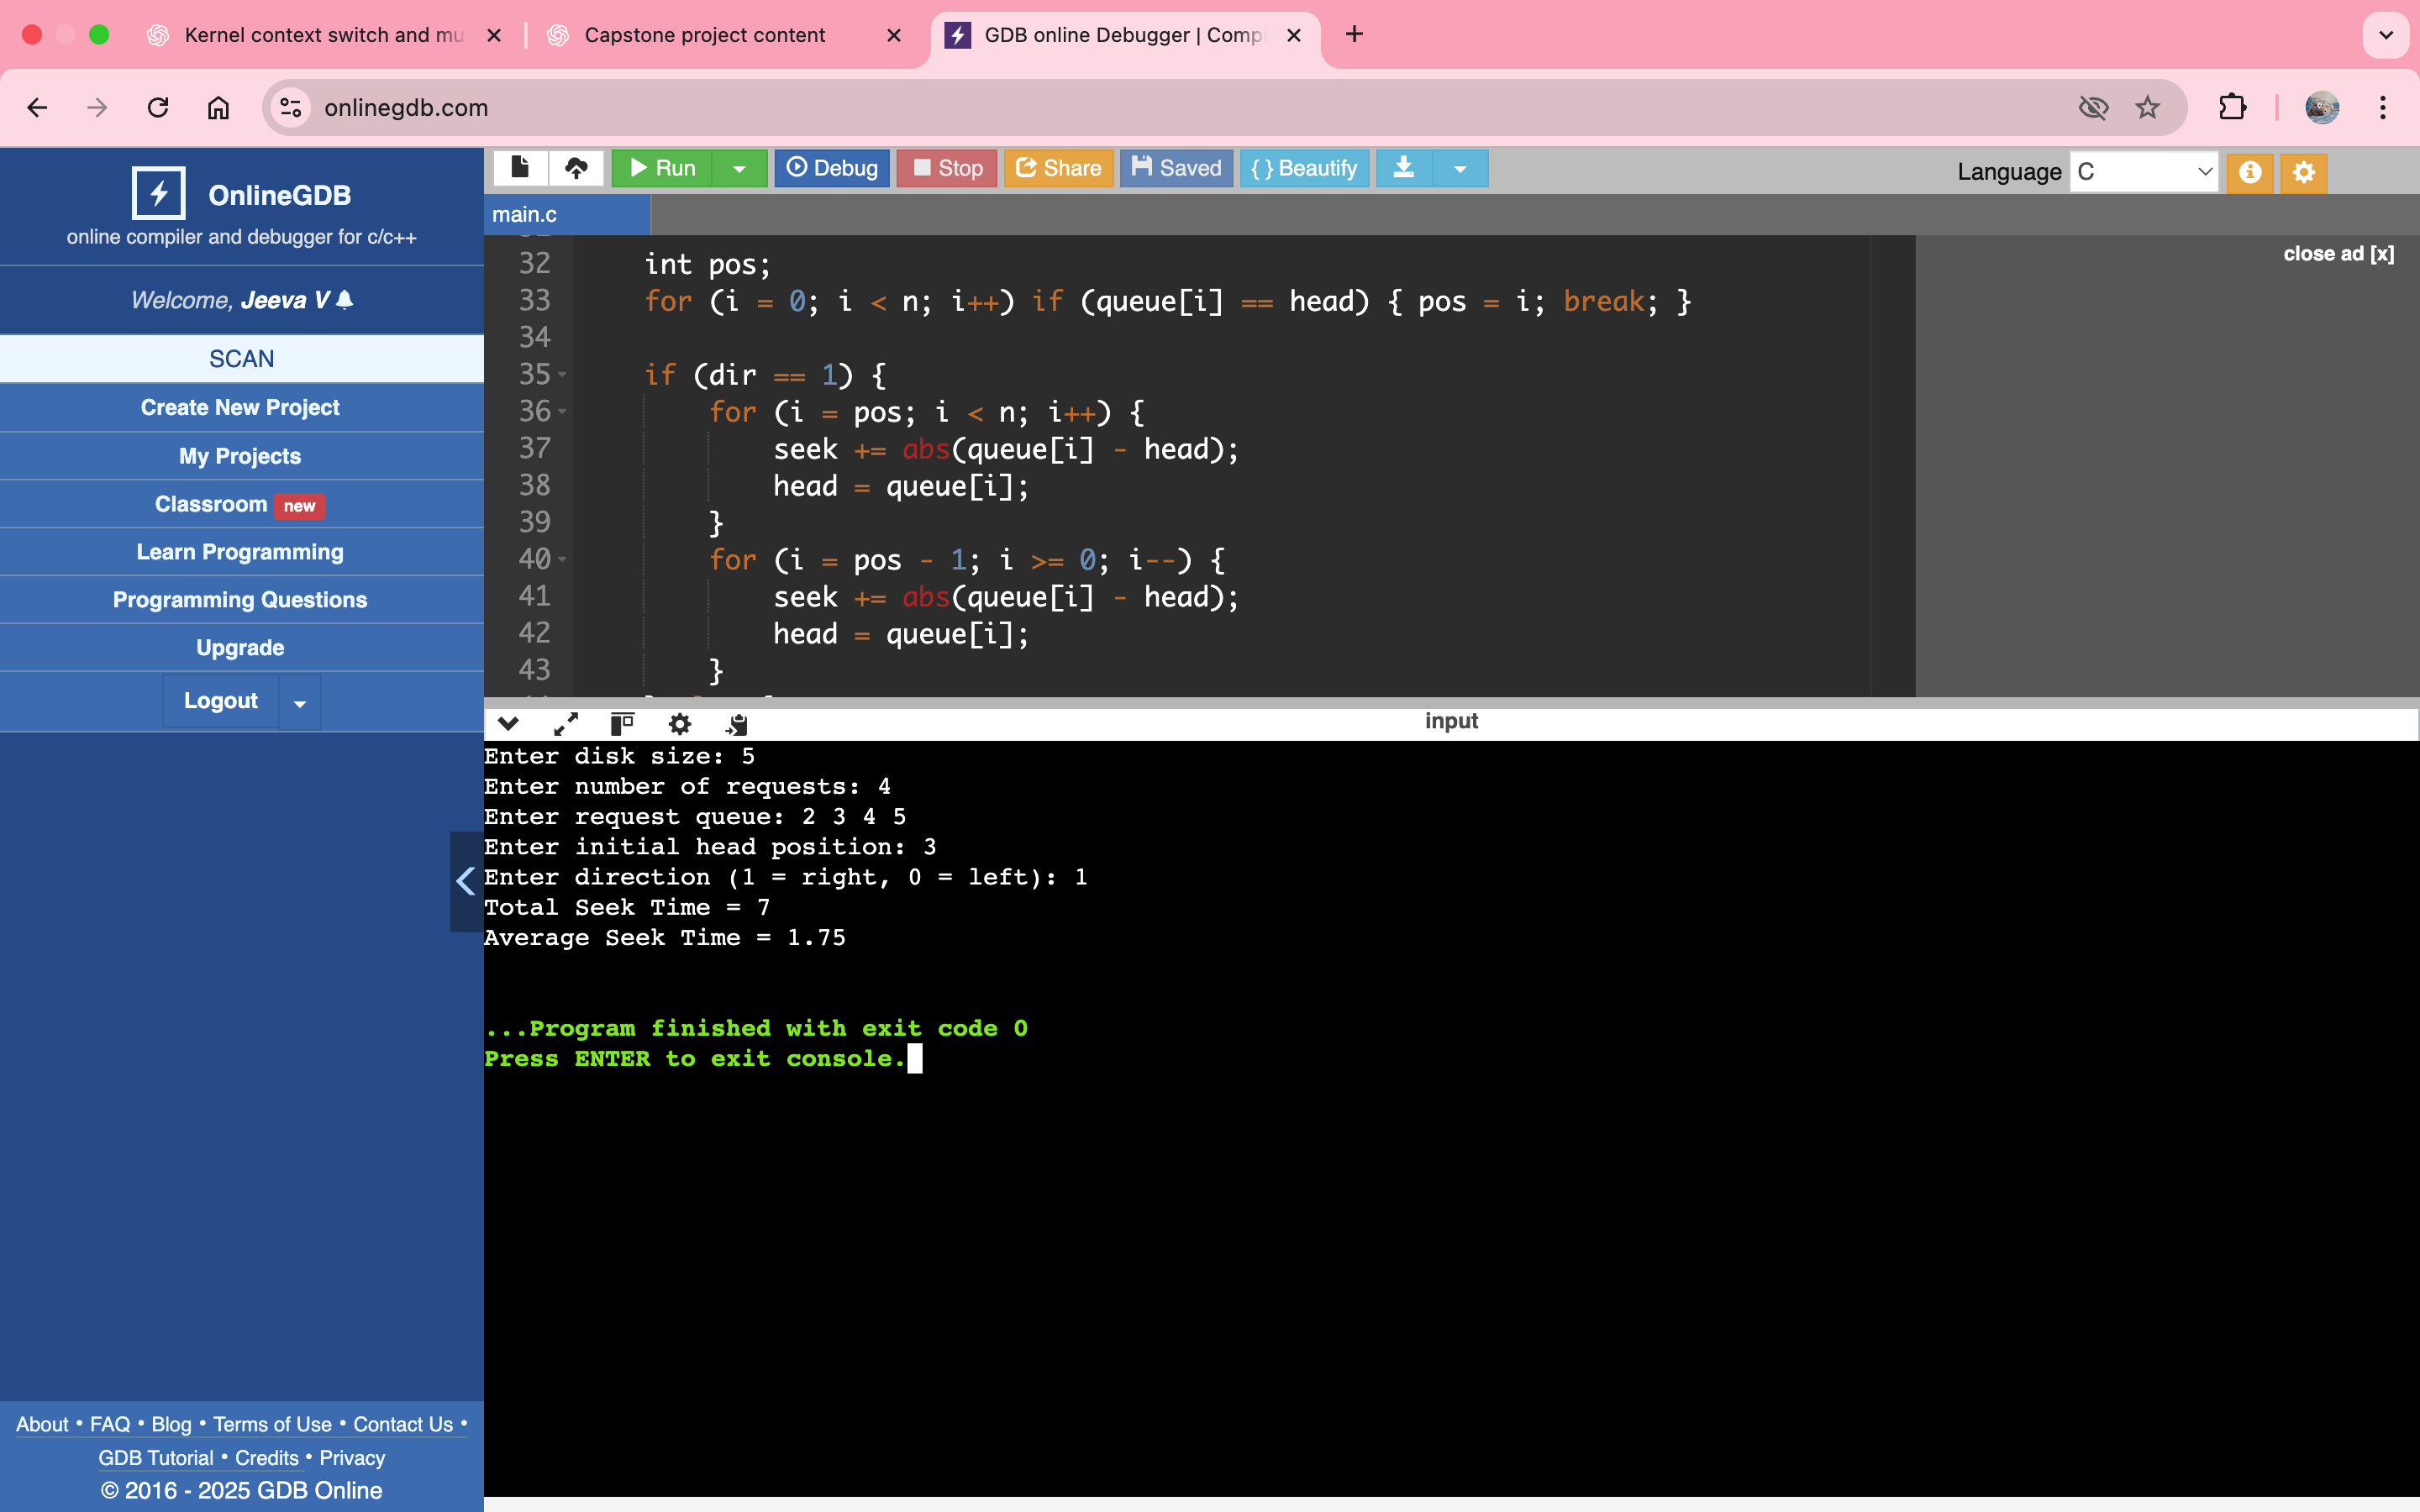 Kernel context switch and mu
Capstone project content
GDB online Debugger | Comp
onlinegdb.com
OnlineGDB
online compiler and debugger for c/c++
Welcome, Jeeva V
SCAN
Create New Project
My Projects
Classroom new
Learn Programming
Programming Questions
Upgrade
Logout
About • FAQ • Blog • Terms of Use • Contact Us •
GDB Tutorial • Credits • Privacy
© 2016 - 2025 GDB Online
Run Debug Stop Share Saved { } Beautify
Language C
main.c
close ad [x]
32 int pos;
33 for (i = 0; i < n; i++) if (queue[i] == head) { pos = i; break; }
34
35 if (dir == 1) {
36 for (i = pos; i < n; i++) {
37 seek += abs(queue[i] - head);
38 head = queue[i];
39 }
40 for (i = pos - 1; i >= 0; i--) {
41 seek += abs(queue[i] - head);
42 head = queue[i];
43 }
input
Enter disk size: 5
Enter number of requests: 4
Enter request queue: 2 3 4 5
Enter initial head position: 3
Enter direction (1 = right, 0 = left): 1
Total Seek Time = 7
Average Seek Time = 1.75
...Program finished with exit code 0
Press ENTER to exit console.